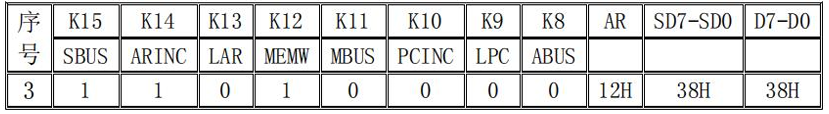 序号 K15 K14 K13 K12 K11 K10 K9 K8 AR SD7-SD0 D7-D0
SBUS ARINC LAR MEMW MBUS PCINC LPC ABUS
3 1 1 0 1 0 0 0 0 12H 38H 38H